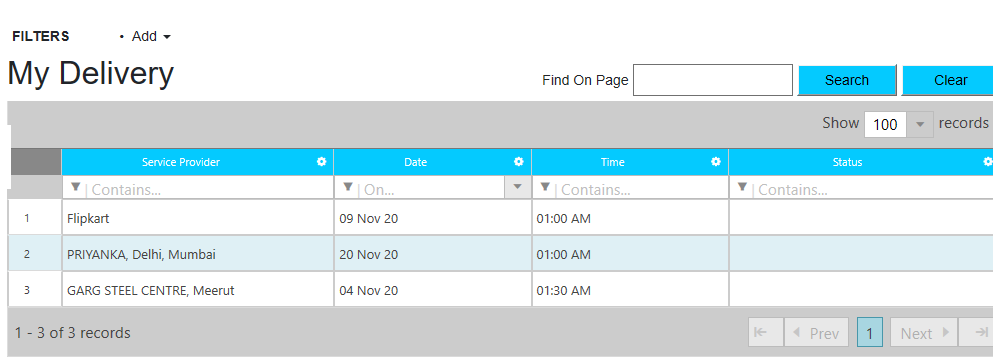 FILTERS • Add
My Delivery
Find On Page Search Clear
Show 100 records
Service Provider Date Time Status
| Contains... | On... | Contains... | Contains...
1 Flipkart 09 Nov 20 01:00 AM
2 PRIYANKA, Delhi, Mumbai 20 Nov 20 01:00 AM
3 GARG STEEL CENTRE, Meerut 04 Nov 20 01:30 AM
1 - 3 of 3 records Prev 1 Next